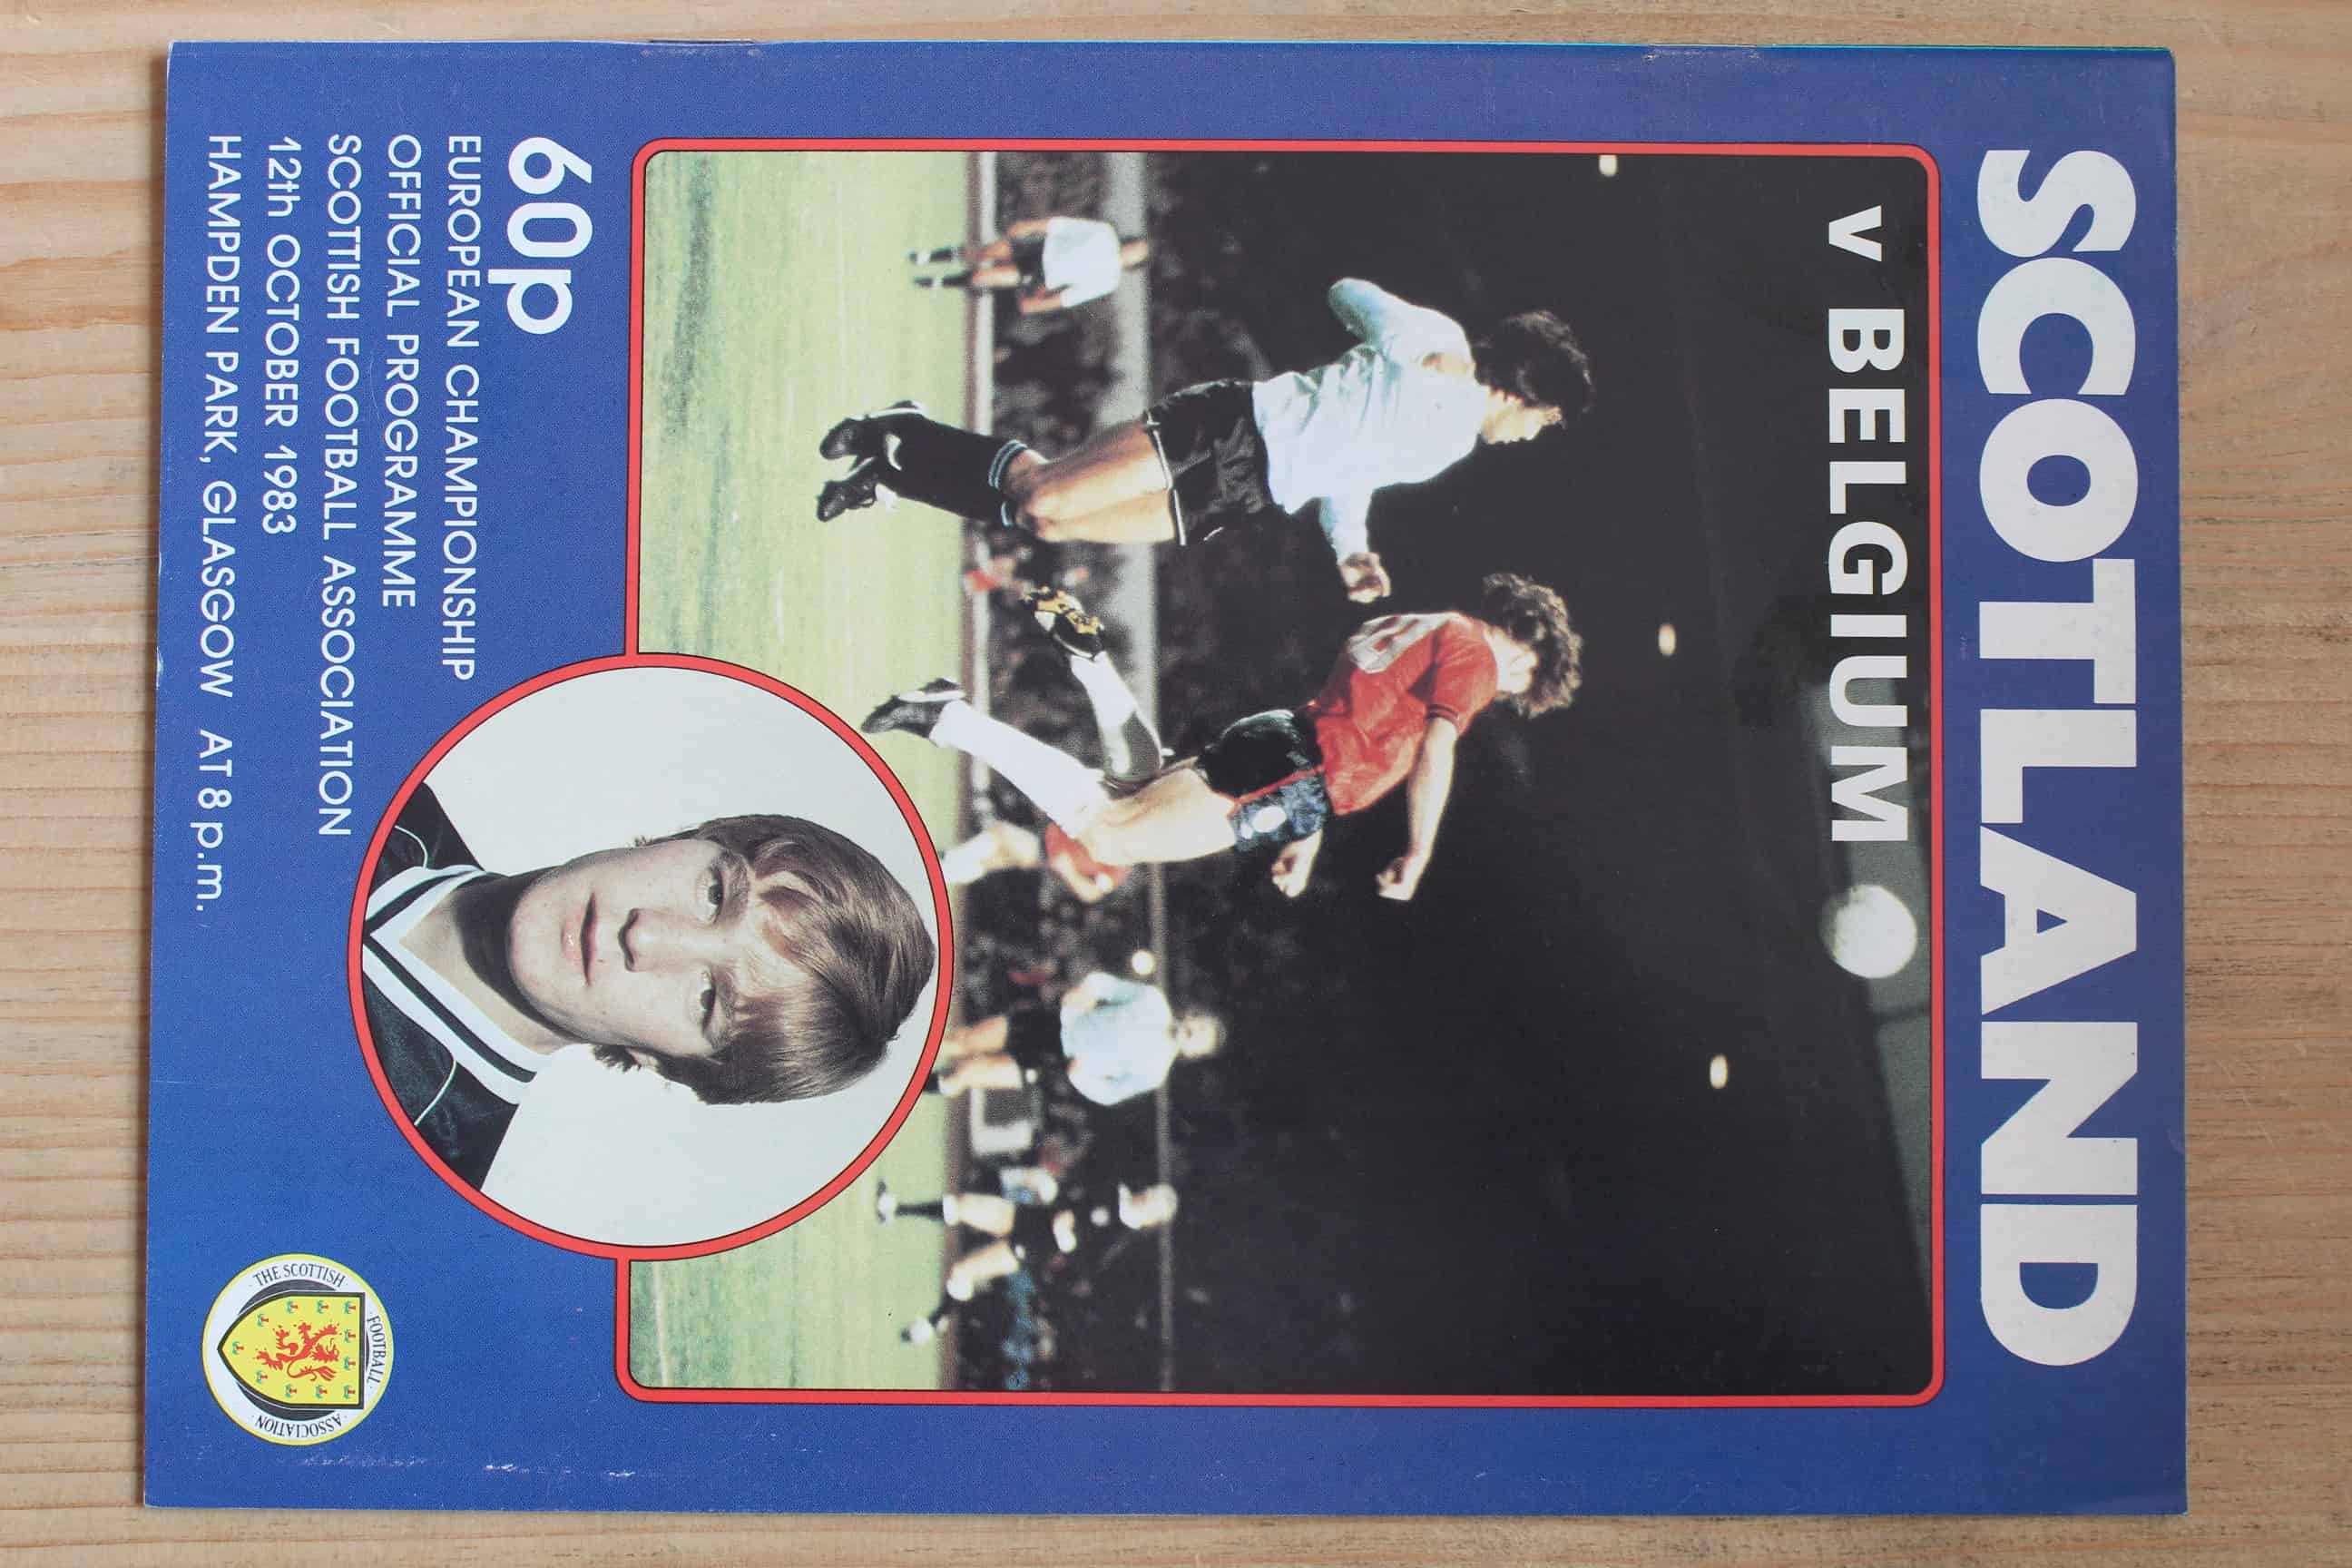 SCOTLAND
v BELGIUM
60p
EUROPEAN CHAMPIONSHIP
OFFICIAL PROGRAMME
SCOTTISH FOOTBALL ASSOCIATION
12th OCTOBER 1983
HAMPDEN PARK, GLASGOW AT 8 p.m.
THE SCOTTISH FOOTBALL ASSOCIATION